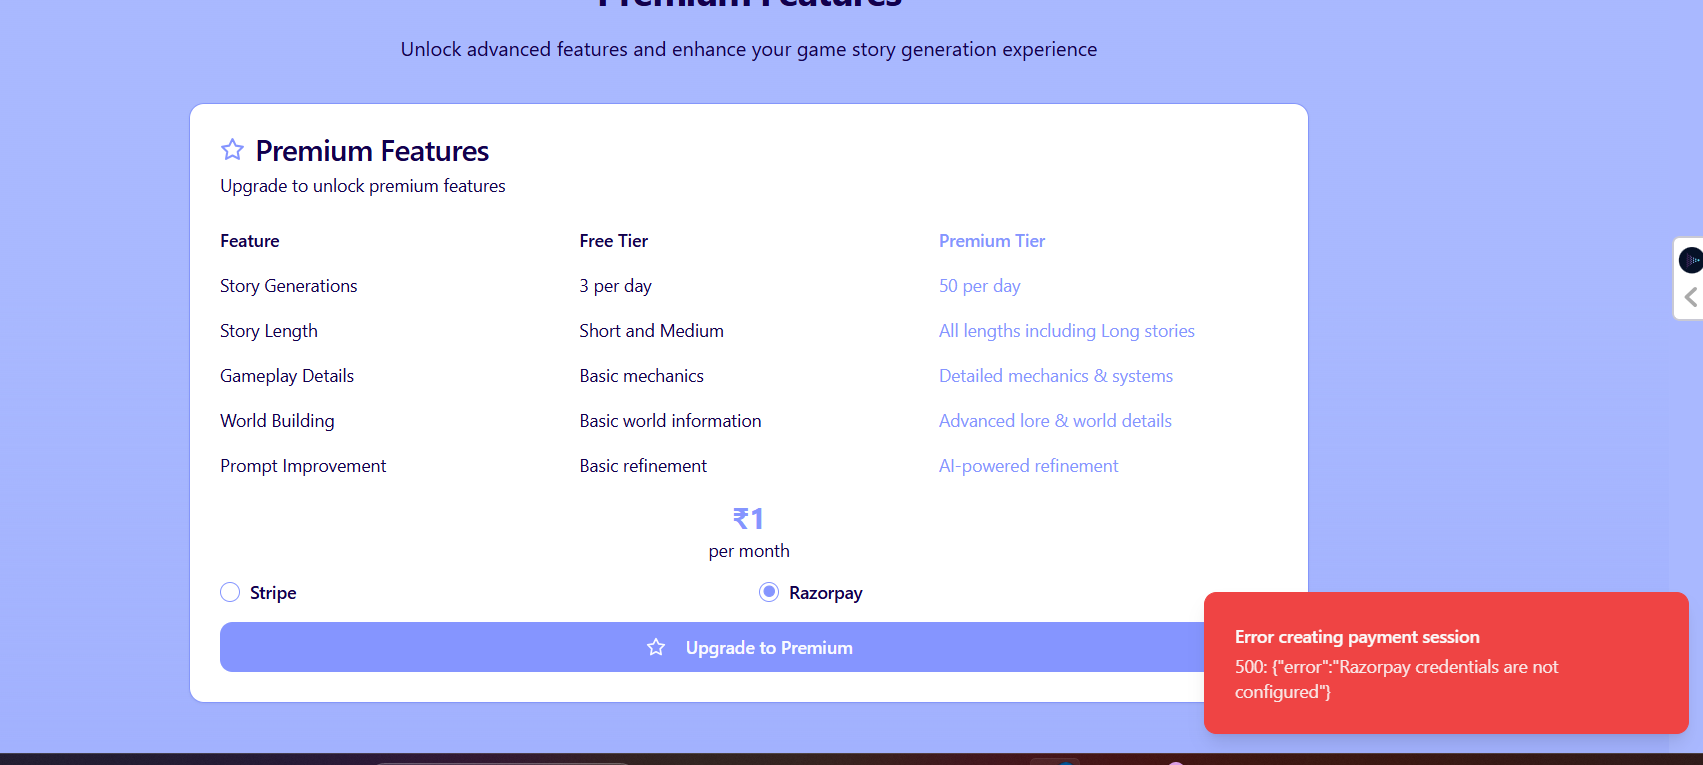 Premium Features
Unlock advanced features and enhance your game story generation experience
Premium Features
Upgrade to unlock premium features
Feature Free Tier Premium Tier
Story Generations 3 per day 50 per day
Story Length Short and Medium All lengths including Long stories
Gameplay Details Basic mechanics Detailed mechanics & systems
World Building Basic world information Advanced lore & world details
Prompt Improvement Basic refinement AI-powered refinement
₹1
per month
Stripe Razorpay
Upgrade to Premium
Error creating payment session
500: {"error":"Razorpay credentials are not
configured"}